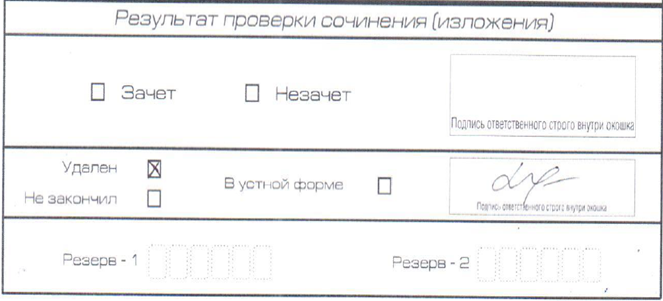 Результат проверки сочинения (изложения)
Зачет Незачет
Подпись ответственного строго внутри окошка
Удален В устной форме
Не закончил
Подпись ответственного строго внутри окошка
Резерв - 1 Резерв - 2